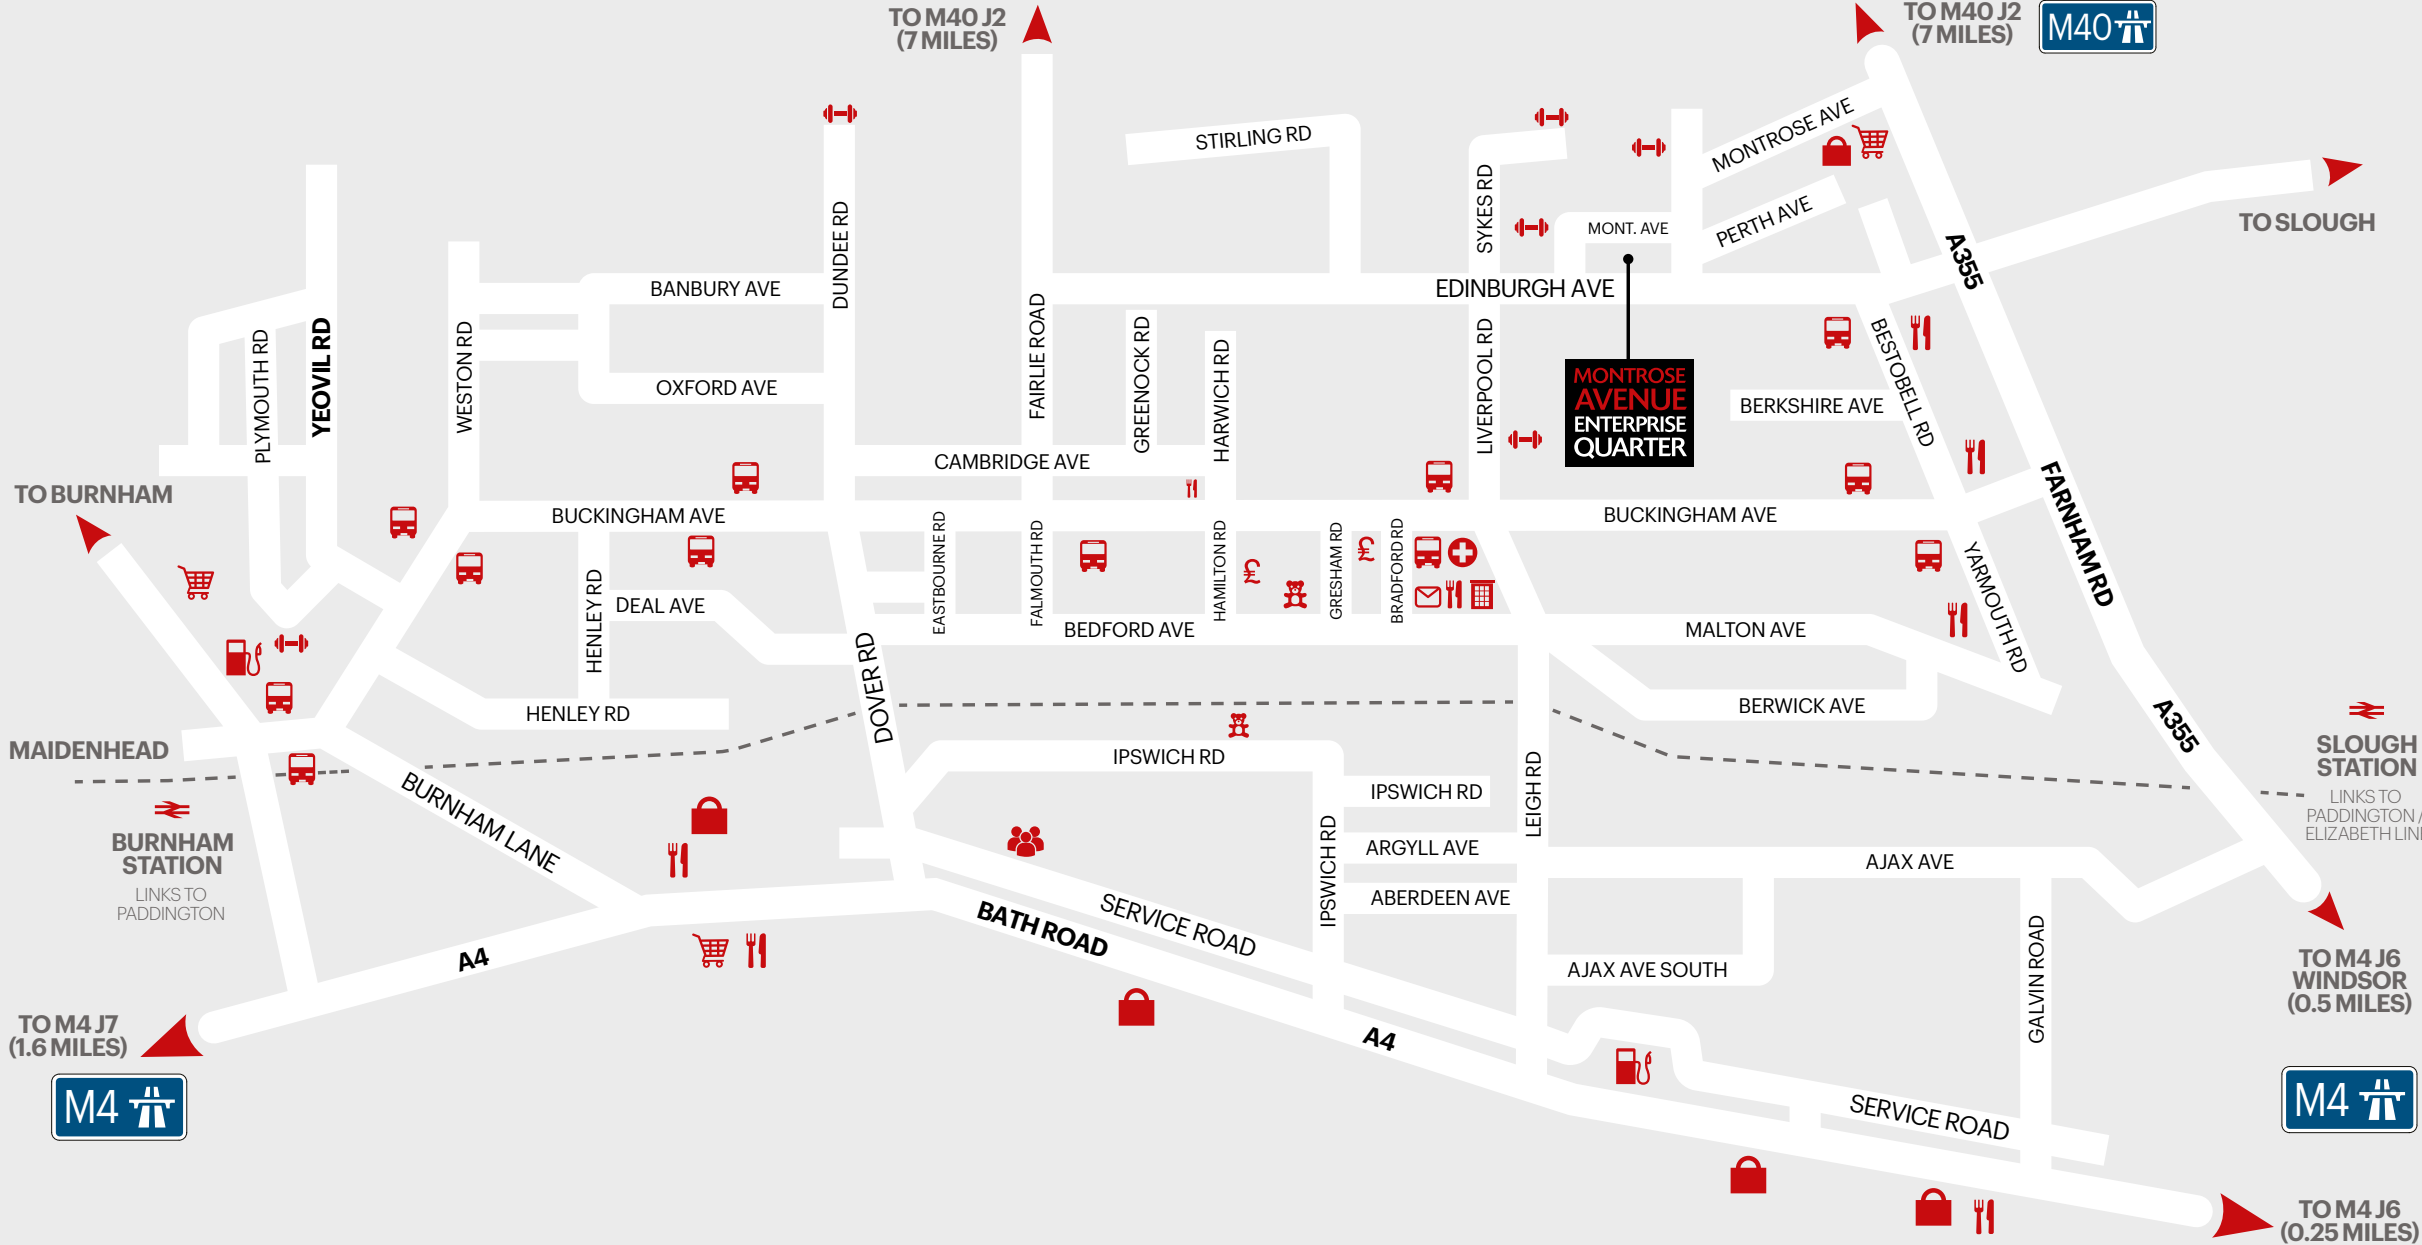 TO M40 J2
(7 MILES)
TO M40 J2
(7 MILES)
M40
STIRLING RD
MONTROSE AVE
SYKES RD
PERTH AVE
MONT. AVE
DUNDEE RD
TO SLOUGH
A355
BANBURY AVE
EDINBURGH AVE
PLYMOUTH RD
YEOVIL RD
WESTON RD
FAIRLIE ROAD
GREENOCK RD
HARWICH RD
LIVERPOOL RD
BESTOBELL RD
OXFORD AVE
MONTROSE
AVENUE
ENTERPRISE
QUARTER
BERKSHIRE AVE
CAMBRIDGE AVE
TO BURNHAM
FARNHAM RD
BUCKINGHAM AVE
BUCKINGHAM AVE
EASTBOURNE RD
FALMOUTH RD
HAMILTON RD
GRESHAM RD
BRADFORD RD
YARMOUTH RD
HENLEY RD
DEAL AVE
BEDFORD AVE
MALTON AVE
DOVER RD
HENLEY RD
BERWICK AVE
A355
MAIDENHEAD
IPSWICH RD
SLOUGH
STATION
LINKS TO
PADDINGTON /
ELIZABETH LIN
IPSWICH RD
LEIGH RD
BURNHAM LANE
BURNHAM
STATION
LINKS TO
PADDINGTON
IPSWICH RD
ARGYLL AVE
AJAX AVE
ABERDEEN AVE
BATH ROAD
SERVICE ROAD
A4
AJAX AVE SOUTH
GALVIN ROAD
TO M4 J6
WINDSOR
(0.5 MILES)
TO M4 J7
(1.6 MILES)
A4
M4
M4
SERVICE ROAD
TO M4 J6
(0.25 MILES)